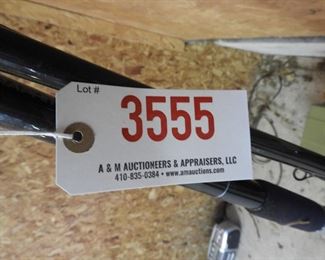 Lot #
3555
A & M AUCTIONEERS & APPRAISERS, LLC
410-835-0384 • www.amauctions.com